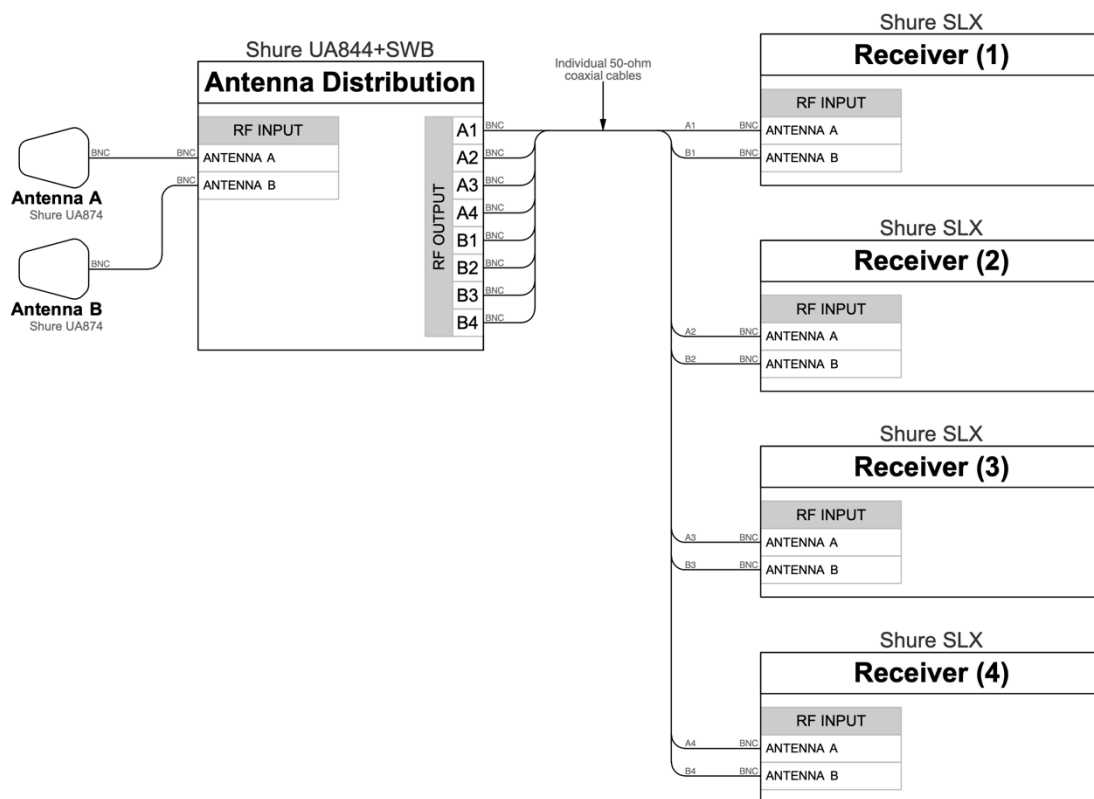 Shure UA844+SWB
Antenna Distribution
RF INPUT
BNC
BNC
ANTENNA A
BNC
ANTENNA B
Antenna A
Shure UA874
BNC
Antenna B
Shure UA874
RF OUTPUT
A1 BNC
A2 BNC
A3 BNC
A4 BNC
B1 BNC
B2 BNC
B3 BNC
B4 BNC
Individual 50-ohm
coaxial cables
Shure SLX
Receiver (1)
RF INPUT
A1 BNC ANTENNA A
B1 BNC ANTENNA B
Shure SLX
Receiver (2)
RF INPUT
A2 BNC ANTENNA A
B2 BNC ANTENNA B
Shure SLX
Receiver (3)
RF INPUT
A3 BNC ANTENNA A
B3 BNC ANTENNA B
Shure SLX
Receiver (4)
RF INPUT
A4 BNC ANTENNA A
B4 BNC ANTENNA B